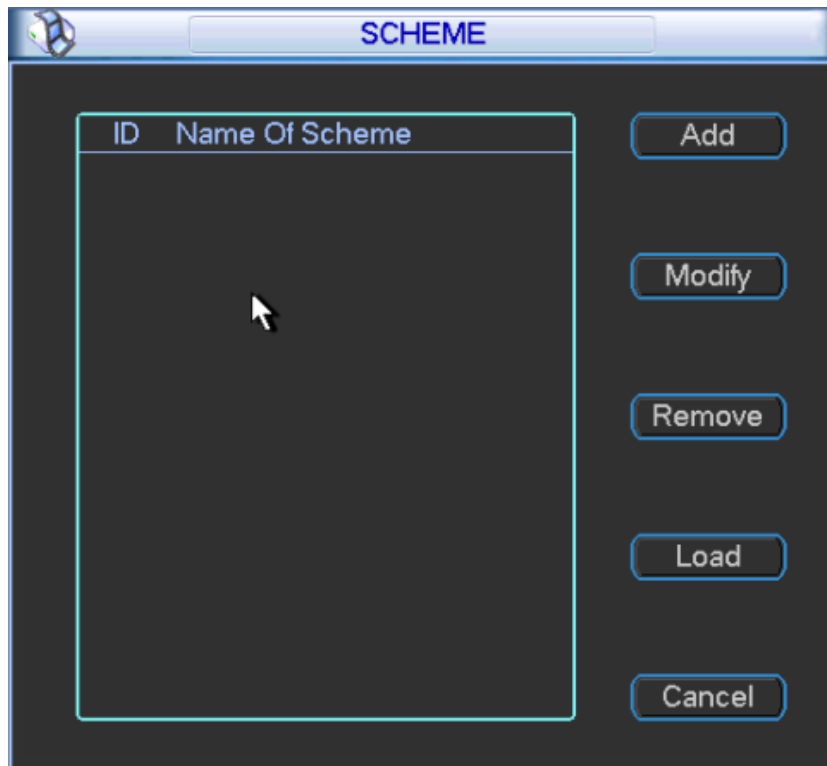 SCHEME
ID Name Of Scheme
Add
Modify
Remove
Load
Cancel